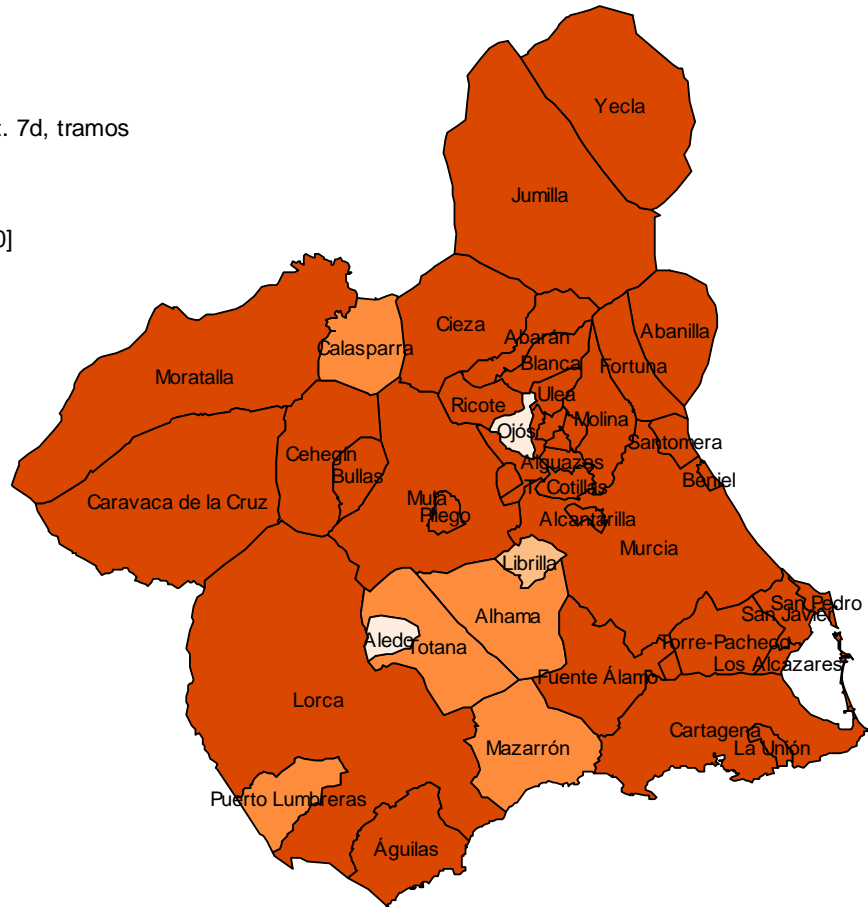 . 7d, tramos
0]
Yecla
Jumilla
Cieza
Abarán
Abanilla
Calasparra
Blanca
Fortuna
Moratalla
Ricote
Ulea
Ojós
Molina
Santomera
Cehegín
Bullas
Alguazas
Beniel
T. Cotillas
Caravaca de la Cruz
Mula
Pliego
Alcantarilla
Murcia
Librilla
Alhama
San Pedro
San Javier
Aledo
Totana
Torre-Pacheco
Los Alcázares
Fuente Álamo
Lorca
Cartagena
La Unión
Mazarrón
Puerto Lumbreras
Águilas